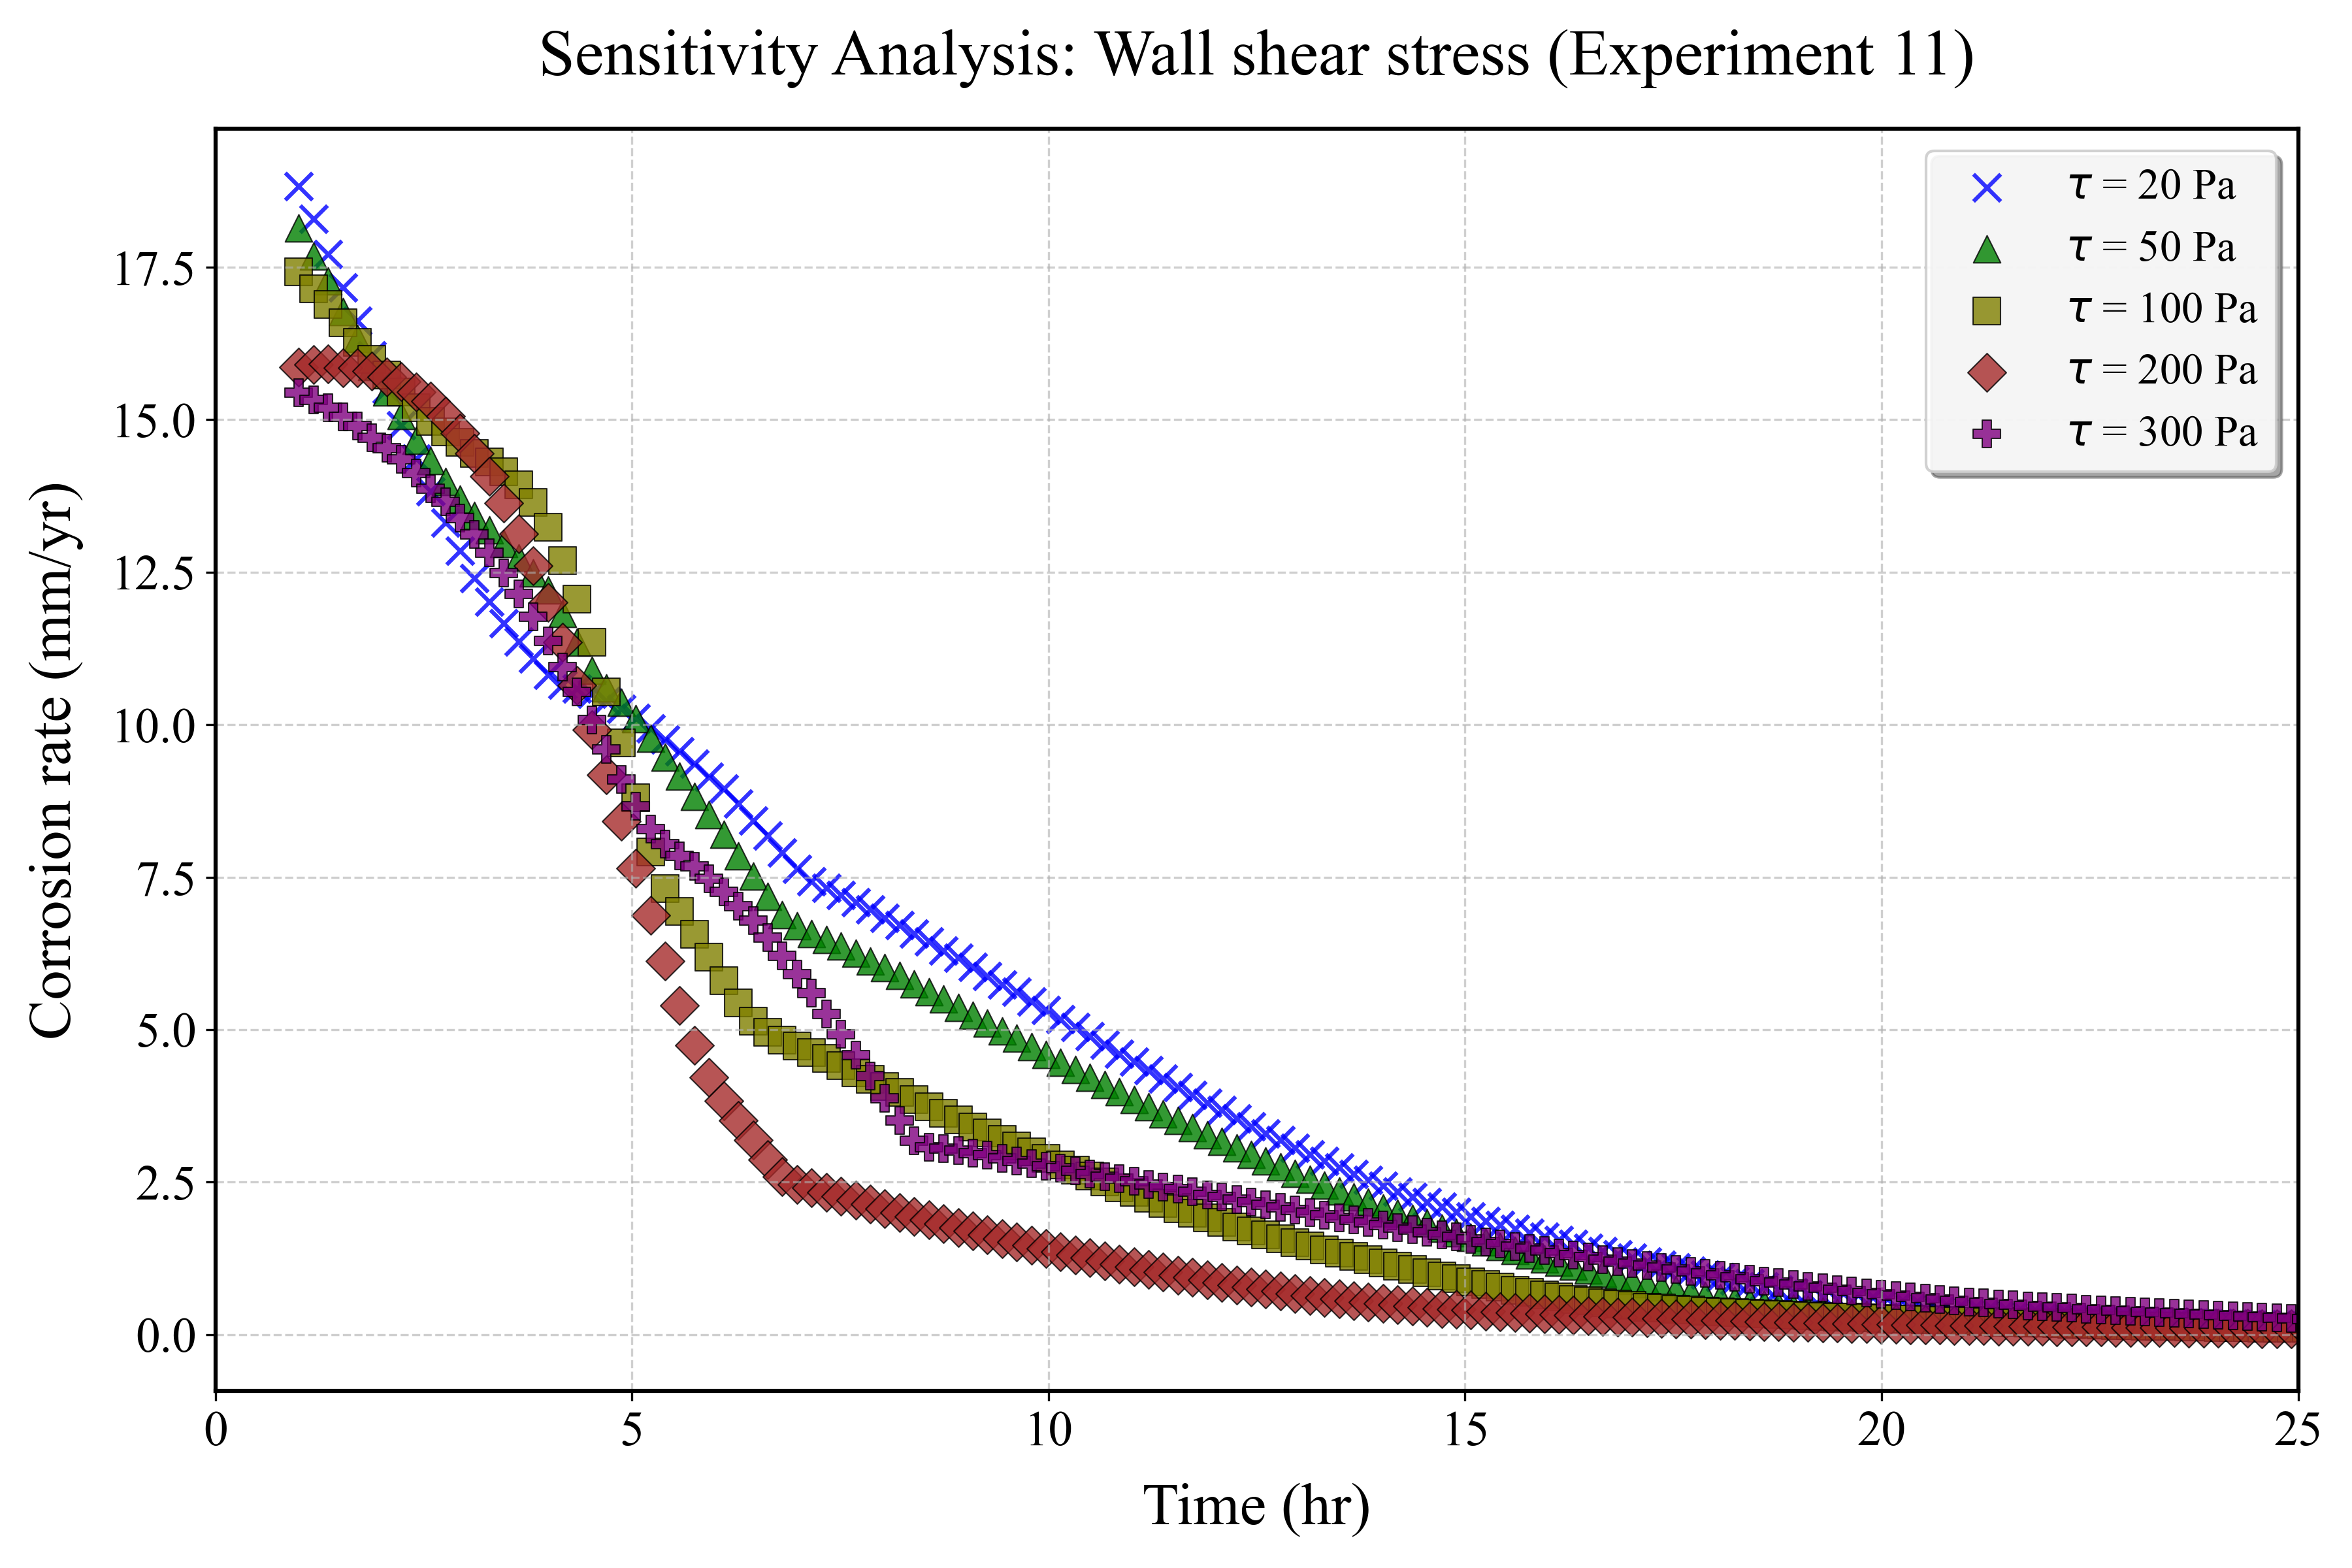 Sensitivity Analysis: Wall shear stress (Experiment 11)
τ = 20 Pa
τ = 50 Pa
τ = 100 Pa
τ = 200 Pa
τ = 300 Pa
Corrosion rate (mm/yr)
17.5
15.0
12.5
10.0
7.5
5.0
2.5
0.0
0 5 10 15 20 25
Time (hr)